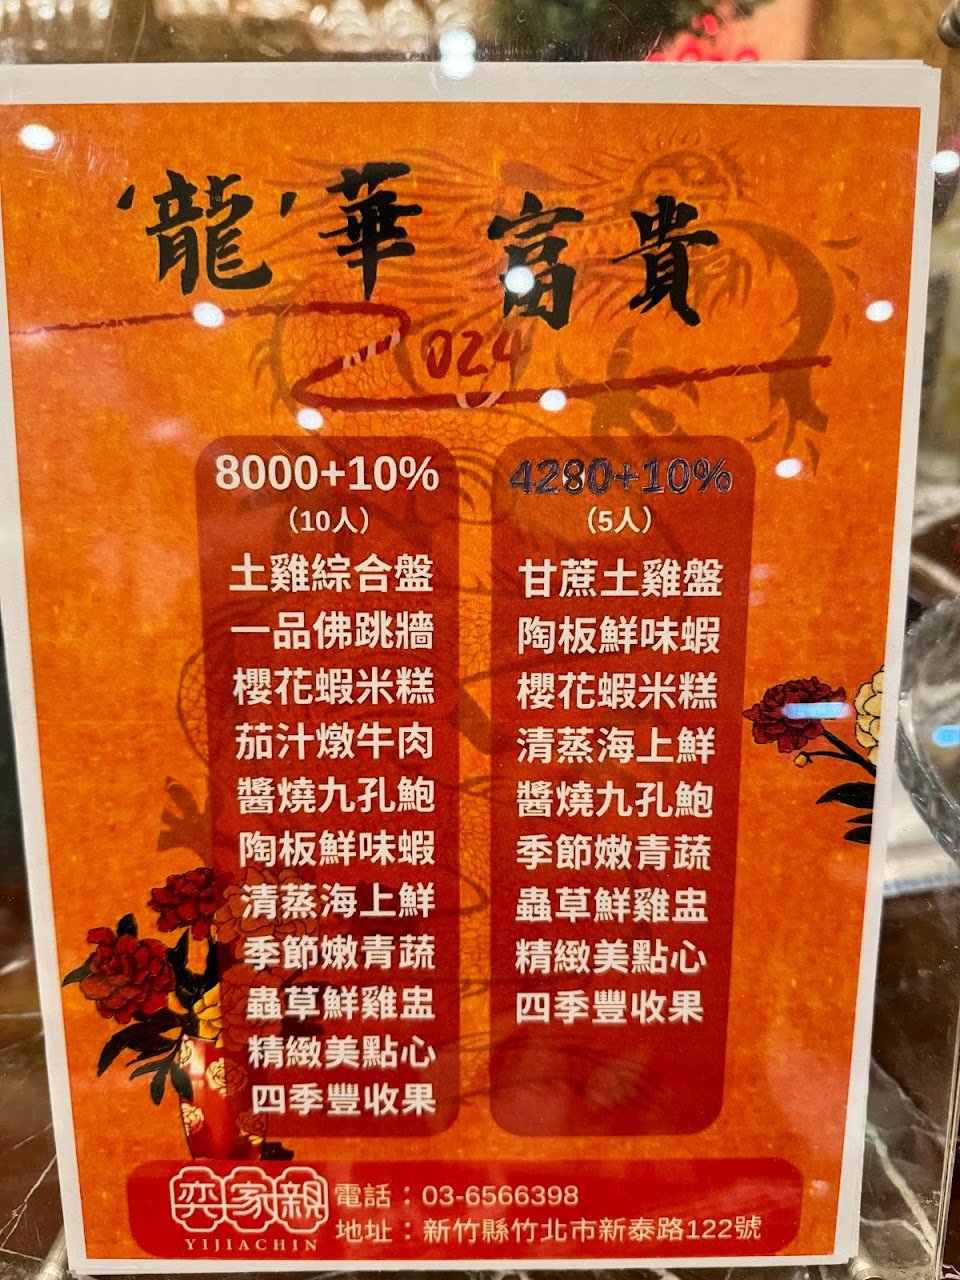 '龍'華富貴
2024
8000+10%
（10人）
土雞綜合盤
一品佛跳牆
櫻花蝦米糕
茄汁燉牛肉
醬燒九孔鮑
陶板鮮味蝦
清蒸海上鮮
季節嫩青蔬
蟲草鮮雞盅
精緻美點心
四季豐收果
4280+10%
（5人）
甘蔗土雞盤
陶板鮮味蝦
櫻花蝦米糕
清蒸海上鮮
醬燒九孔鮑
季節嫩青蔬
蟲草鮮雞盅
精緻美點心
四季豐收果
奕家親
YIJIACHIN
電話：03-6566398
地址：新竹縣竹北市新泰路122號